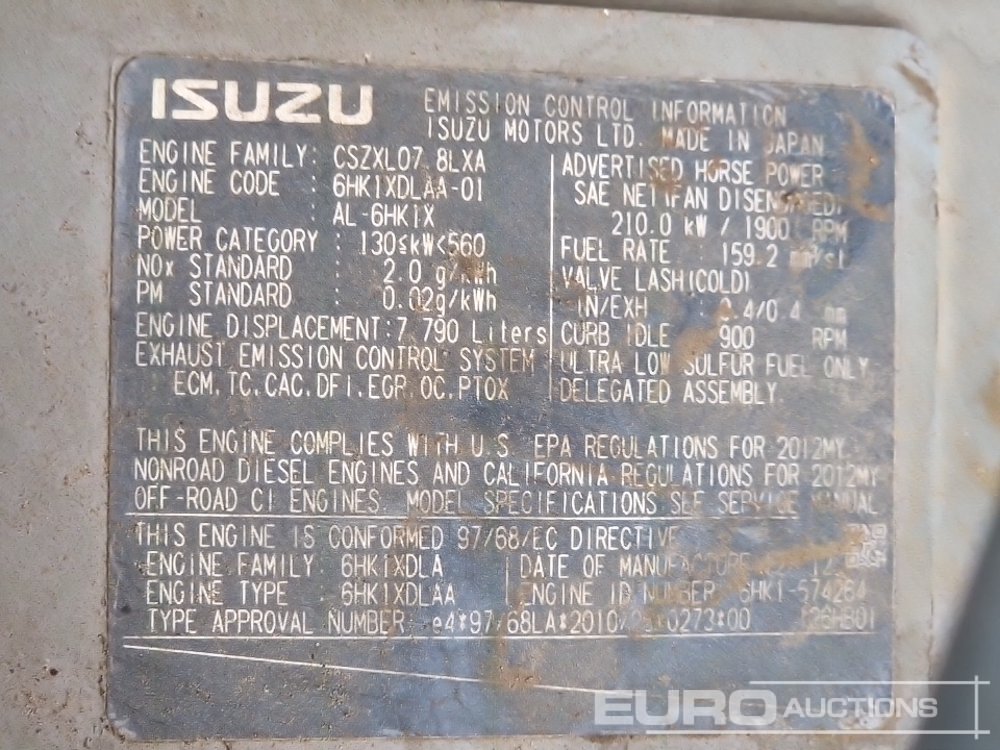 ISUZU
EMISSION CONTROL INFORMATION
ISUZU MOTORS LTD. MADE IN JAPAN
ENGINE FAMILY: CSZXL07.8LXA
ENGINE CODE : 6HK1XDLAA-01
MODEL : AL-6HK1X
POWER CATEGORY : 130≤kW<560
NOx STANDARD : 2.0 g/kWh
PM STANDARD : 0.02g/kWh
ENGINE DISPLACEMENT:7.790 Liters
EXHAUST EMISSION CONTROL SYSTEM
ECM,TC,CAC,DFI,EGR,OC,PTOX
ADVERTISED HORSE POWER
SAE NET(FAN DISENGAGED)
210.0 kW / 1900 RPM
FUEL RATE : 159.2 mm³/st
VALVE LASH(COLD)
IN/EXH : 0.4/0.4 mm
CURB IDLE 900 RPM
ULTRA LOW SULFUR FUEL ONLY
DELEGATED ASSEMBLY
THIS ENGINE COMPLIES WITH U.S. EPA REGULATIONS FOR 2012MY
NONROAD DIESEL ENGINES AND CALIFORNIA REGULATIONS FOR 2012MY
OFF-ROAD CI ENGINES. MODEL SPECIFICATIONS SEE SERVICE MANUAL
THIS ENGINE IS CONFORMED 97/68/EC DIRECTIVE
ENGINE FAMILY : 6HK1XDLA
ENGINE TYPE : 6HK1XDLAA
DATE OF MANUFACTURE
ENGINE ID NUMBER: 6HK1-574264
TYPE APPROVAL NUMBER: e4*97/68LA*2010/26*0273*00
EURO AUCTIONS